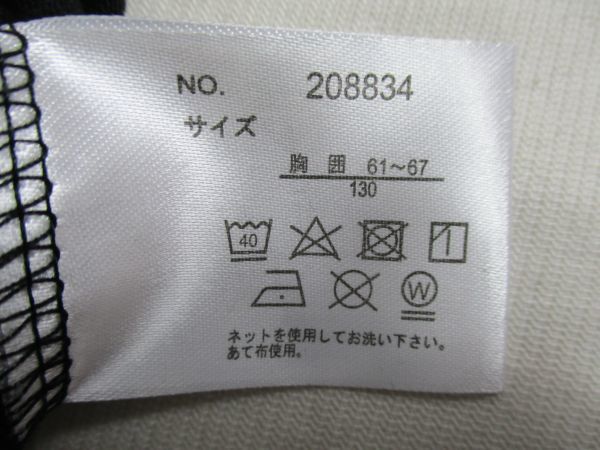 NO. 208834
サイズ
胸囲 61～67
130
40
W
ネットを使用してお洗い下さい。
あて布使用。